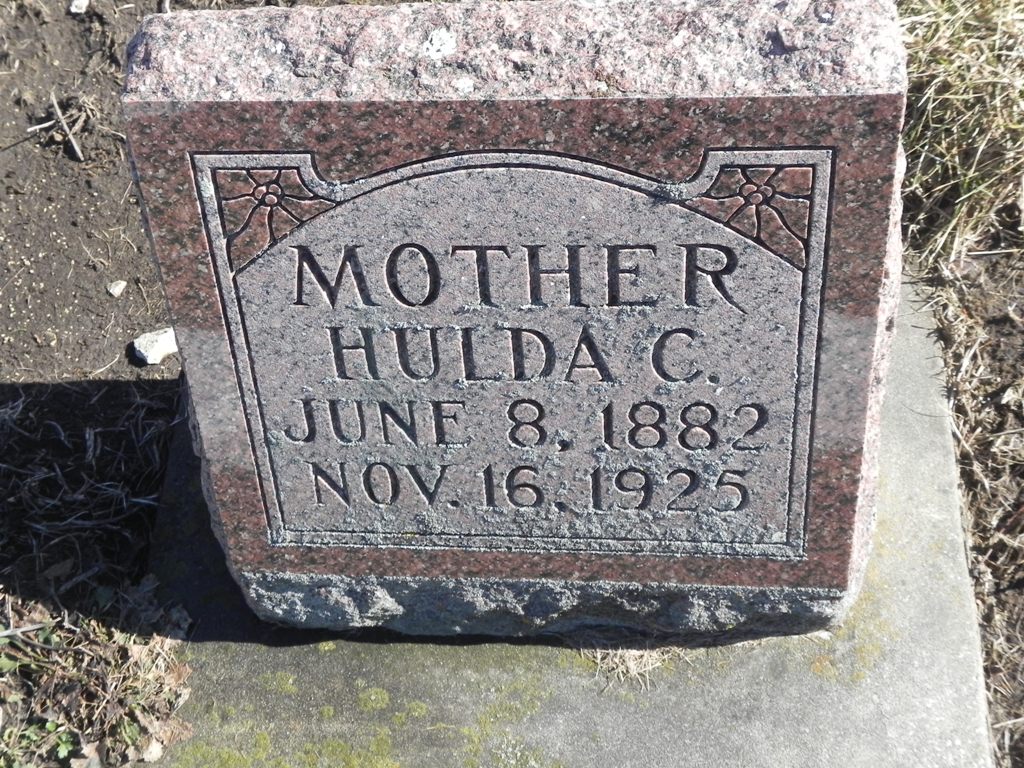 MOTHER
HULDA C.
JUNE 8, 1882
NOV. 16, 1925